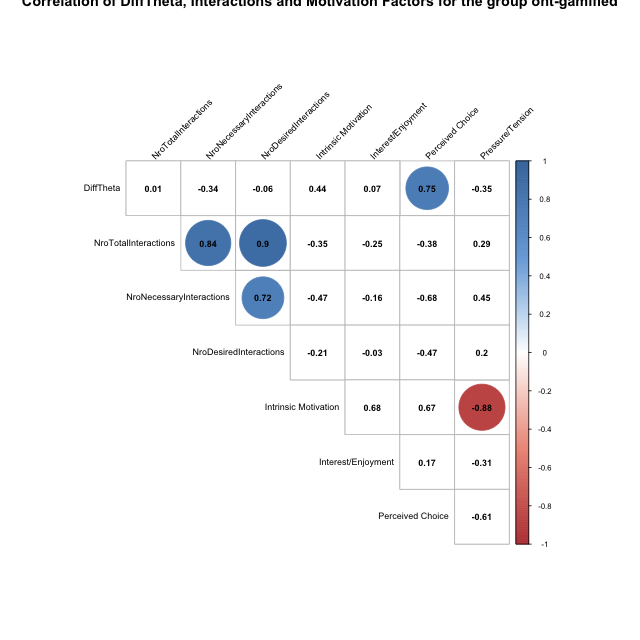 Correlation of DiffTheta, Interactions and Motivation Factors for the group ont-gamified
NroTotalInteractions
NroNecessaryInteractions
NroDesiredInteractions
Intrinsic Motivation
Interest/Enjoyment
Perceived Choice
Pressure/Tension
DiffTheta 0.01 -0.34 -0.06 0.44 0.07 0.75 -0.35
NroTotalInteractions 0.84 0.9 -0.35 -0.25 -0.38 0.29
NroNecessaryInteractions 0.72 -0.47 -0.16 -0.68 0.45
NroDesiredInteractions -0.21 -0.03 -0.47 0.2
Intrinsic Motivation 0.68 0.67 -0.88
Interest/Enjoyment 0.17 -0.31
Perceived Choice -0.61
1
0.8
0.6
0.4
0.2
0
-0.2
-0.4
-0.6
-0.8
-1